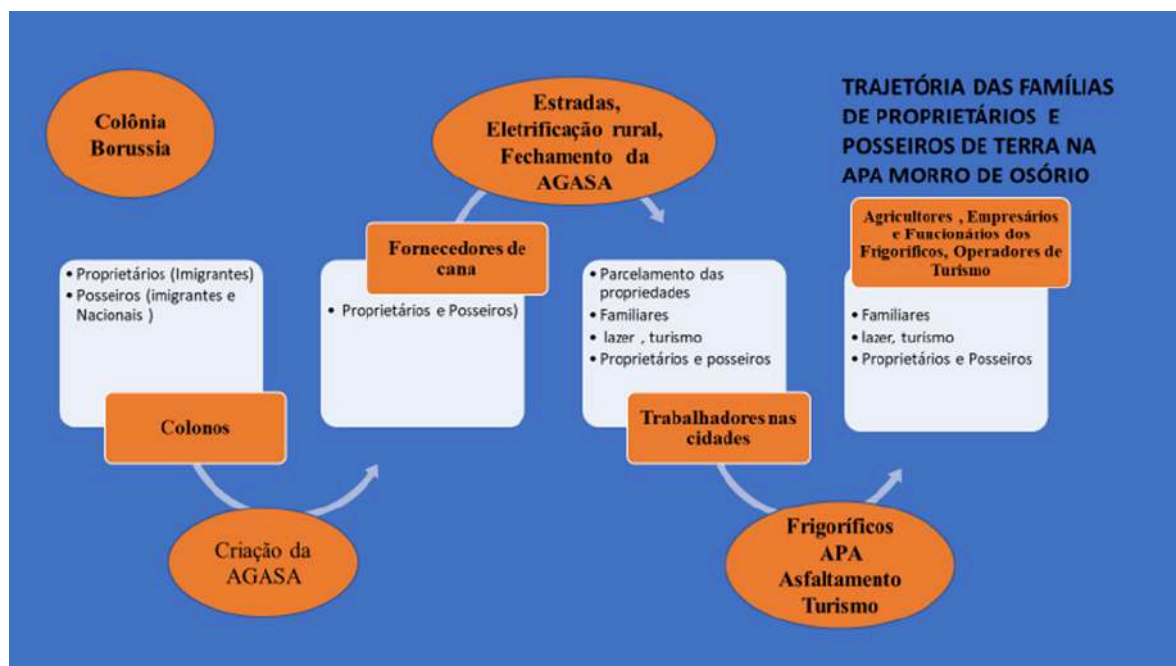 Colônia
Borussia
• Proprietários (Imigrantes)
• Posseiros (imigrantes e
Nacionais )
Colonos
Criação da
AGASA
Fornecedores de
cana
• Proprietários e Posseiros)
Estradas,
Eletrificação rural,
Fechamento da
AGASA
• Parcelamento das
propriedades
• Familiares
• lazer , turismo
• Proprietários e posseiros
Trabalhadores nas
cidades
Frigoríficos
APA
Asfaltamento
Turismo
TRAJETÓRIA DAS FAMÍLIAS
DE PROPRIETÁRIOS E
POSSEIROS DE TERRA NA
APA MORRO DE OSÓRIO
Agricultores , Empresários
e Funcionários dos
Frigoríficos, Operadores de
Turismo
• Familiares
• lazer, turismo
• Proprietários e Posseiros